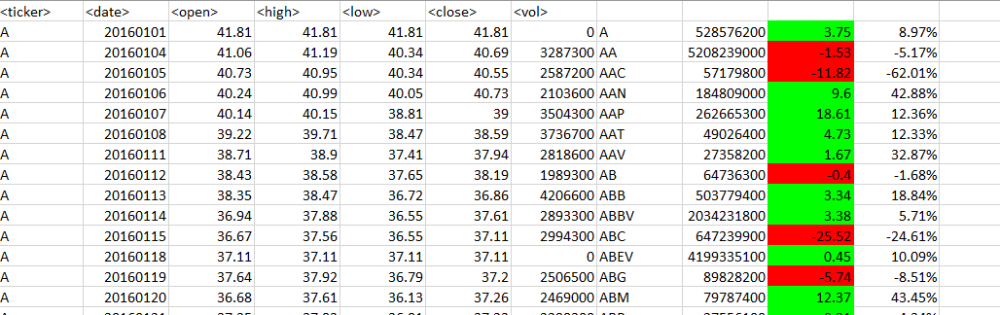 <ticker> <date> <open> <high> <low> <close> <vol>
A 20160101 41.81 41.81 41.81 41.81 0 A 528576200 3.75 8.97%
A 20160104 41.06 41.19 40.34 40.69 3287300 AA 5208239000 -1.53 -5.17%
A 20160105 40.73 40.95 40.34 40.55 2587200 AAC 57179800 -11.82 -62.01%
A 20160106 40.24 40.99 40.05 40.73 2103600 AAN 184809000 9.6 42.88%
A 20160107 40.14 40.15 38.81 39 3504300 AAP 262665300 18.61 12.36%
A 20160108 39.22 39.71 38.47 38.59 3736700 AAT 49026400 4.73 12.33%
A 20160111 38.71 38.9 37.41 37.94 2818600 AAV 27358200 1.67 32.87%
A 20160112 38.43 38.58 37.65 38.19 1989300 AB 64736300 -0.4 -1.68%
A 20160113 38.35 38.47 36.72 36.86 4206600 ABB 503779400 3.34 18.84%
A 20160114 36.94 37.88 36.55 37.61 2893300 ABBV 2034231800 3.38 5.71%
A 20160115 36.67 37.56 36.55 37.11 2994300 ABC 647239900 -25.52 -24.61%
A 20160118 37.11 37.11 37.11 37.11 0 ABEV 4199335100 0.45 10.09%
A 20160119 37.64 37.92 36.79 37.2 2506500 ABG 89828200 -5.74 -8.51%
A 20160120 36.68 37.61 36.13 37.26 2469000 ABM 79787400 12.37 43.45%